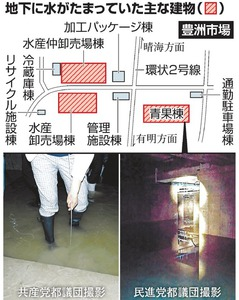 地下に水がたまっていた主な建物(▨)
豊洲市場
加工パッケージ棟
水産仲卸売場棟
冷蔵庫棟
リサイクル施設棟
晴海方面
環状2号線
通勤駐車場棟
青果棟
水産
卸売場棟
管理
施設棟
有明方面
共産党都議団撮影
民進党都議団撮影